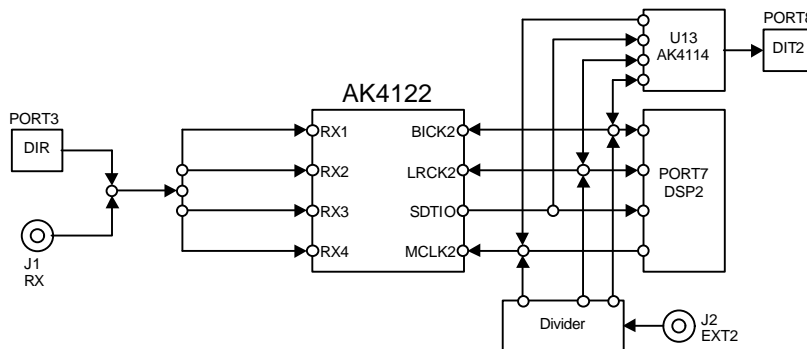 PORT8
U13
AK4114
DIT2
AK4122
PORT3
DIR
RX1
RX2
RX3
RX4
BICK2
LRCK2
SDTIO
MCLK2
PORT7
DSP2
J1
RX
Divider
J2
EXT2